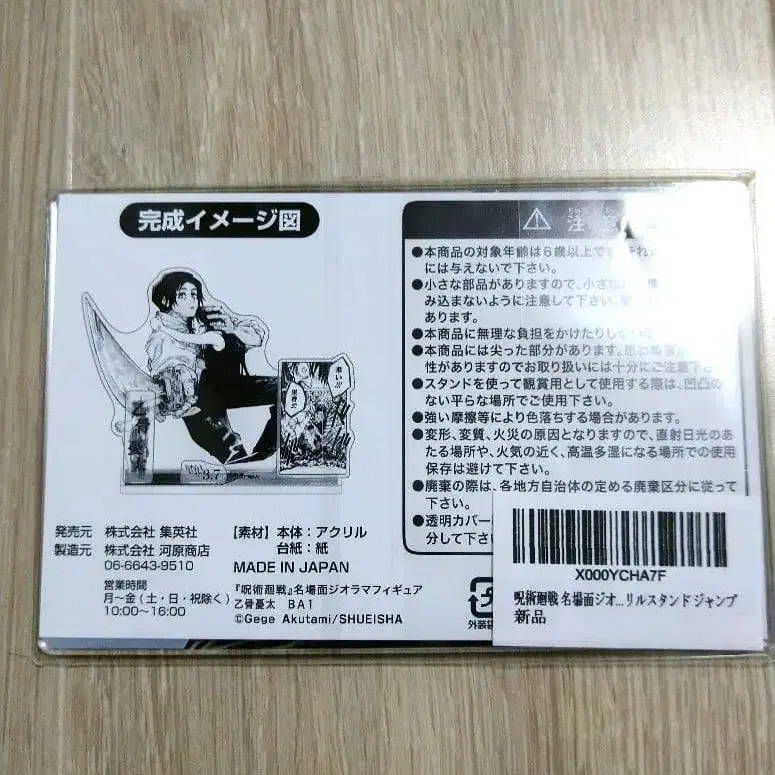 完成イメージ図
乙骨憂太
3.7
発売元 株式会社 集英社
製造元 株式会社 河原商店
06-6643-9510
営業時間
月〜金(土・日・祝除く)
10:00〜16:00
【素材】本体:アクリル
台紙:紙
MADE IN JAPAN
『呪術廻戦』名場面ジオラマフィギュア
乙骨憂太 BA1
©Gege Akutami/SHUEISHA
⚠ 注
●本商品の対象年齢は6歳以上で
には与えないで下さい。
●小さな部品がありますので、小さな
み込まないように注意して下さい。
あります。
●本商品に無理な負担をかけたりし
●本商品には尖った部分があります。
性がありますのでお取り扱いには十分にご注意下
●スタンドを使って観賞用として使用する際は、凹凸の
ない平らな場所でご使用下さい。
●強い摩擦等により色落ちする場合があります。
●変形、変質、火災の原因となりますので、直射日光のあ
たる場所や、火気の近く、高温多湿になる場所での使用
保存は避けて下さい。
●廃棄の際は、各地方自治体の定める廃棄区分に従って
下さい。
●透明カバー
分して下
外装袋
X000YCHA7F
呪術廻戦 名場面ジオ...リルスタンド ジャンプ
新品